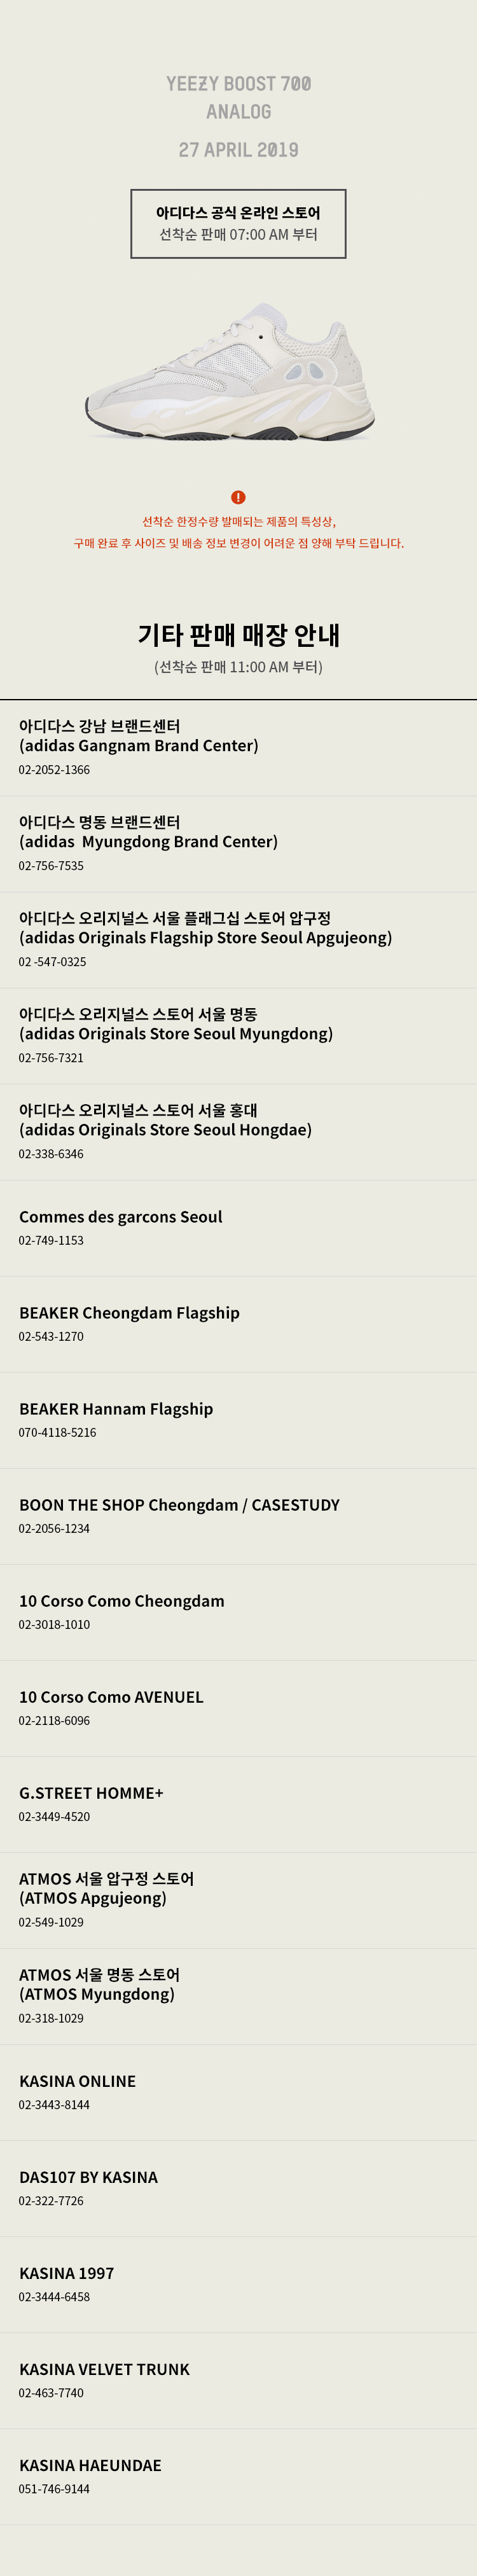 YEEZY BOOST 700
ANALOG
27 APRIL 2019
아디다스 공식 온라인 스토어
선착순 판매 07:00 AM 부터
!
선착순 한정수량 발매되는 제품의 특성상,
구매 완료 후 사이즈 및 배송 정보 변경이 어려운 점 양해 부탁 드립니다.
기타 판매 매장 안내
(선착순 판매 11:00 AM 부터)
아디다스 강남 브랜드센터
(adidas Gangnam Brand Center)
02-2052-1366
아디다스 명동 브랜드센터
(adidas  Myungdong Brand Center)
02-756-7535
아디다스 오리지널스 서울 플래그십 스토어 압구정
(adidas Originals Flagship Store Seoul Apgujeong)
02 -547-0325
아디다스 오리지널스 스토어 서울 명동
(adidas Originals Store Seoul Myungdong)
02-756-7321
아디다스 오리지널스 스토어 서울 홍대
(adidas Originals Store Seoul Hongdae)
02-338-6346
Commes des garcons Seoul
02-749-1153
BEAKER Cheongdam Flagship
02-543-1270
BEAKER Hannam Flagship
070-4118-5216
BOON THE SHOP Cheongdam / CASESTUDY
02-2056-1234
10 Corso Como Cheongdam
02-3018-1010
10 Corso Como AVENUEL
02-2118-6096
G.STREET HOMME+
02-3449-4520
ATMOS 서울 압구정 스토어
(ATMOS Apgujeong)
02-549-1029
ATMOS 서울 명동 스토어
(ATMOS Myungdong)
02-318-1029
KASINA ONLINE
02-3443-8144
DAS107 BY KASINA
02-322-7726
KASINA 1997
02-3444-6458
KASINA VELVET TRUNK
02-463-7740
KASINA HAEUNDAE
051-746-9144